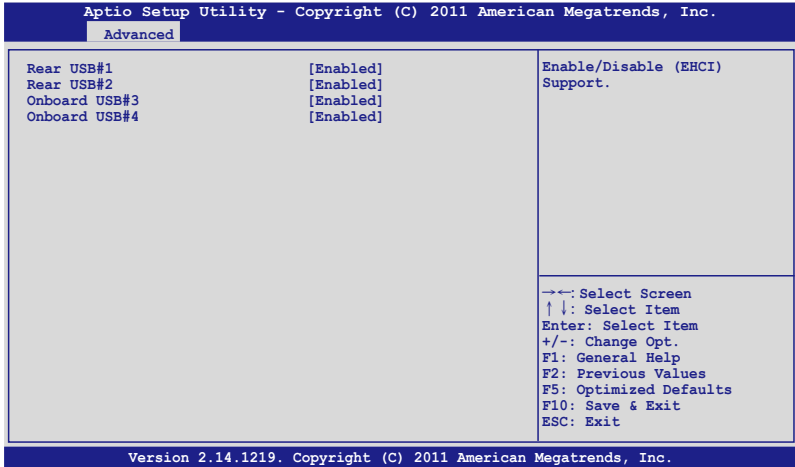 Aptio Setup Utility - Copyright (C) 2011 American Megatrends, Inc.
Advanced
Rear USB#1 [Enabled]
Rear USB#2 [Enabled]
Onboard USB#3 [Enabled]
Onboard USB#4 [Enabled]
Enable/Disable (EHCI)
Support.
→←: Select Screen
↑↓: Select Item
Enter: Select Item
+/-: Change Opt.
F1: General Help
F2: Previous Values
F5: Optimized Defaults
F10: Save & Exit
ESC: Exit
Version 2.14.1219. Copyright (C) 2011 American Megatrends, Inc.